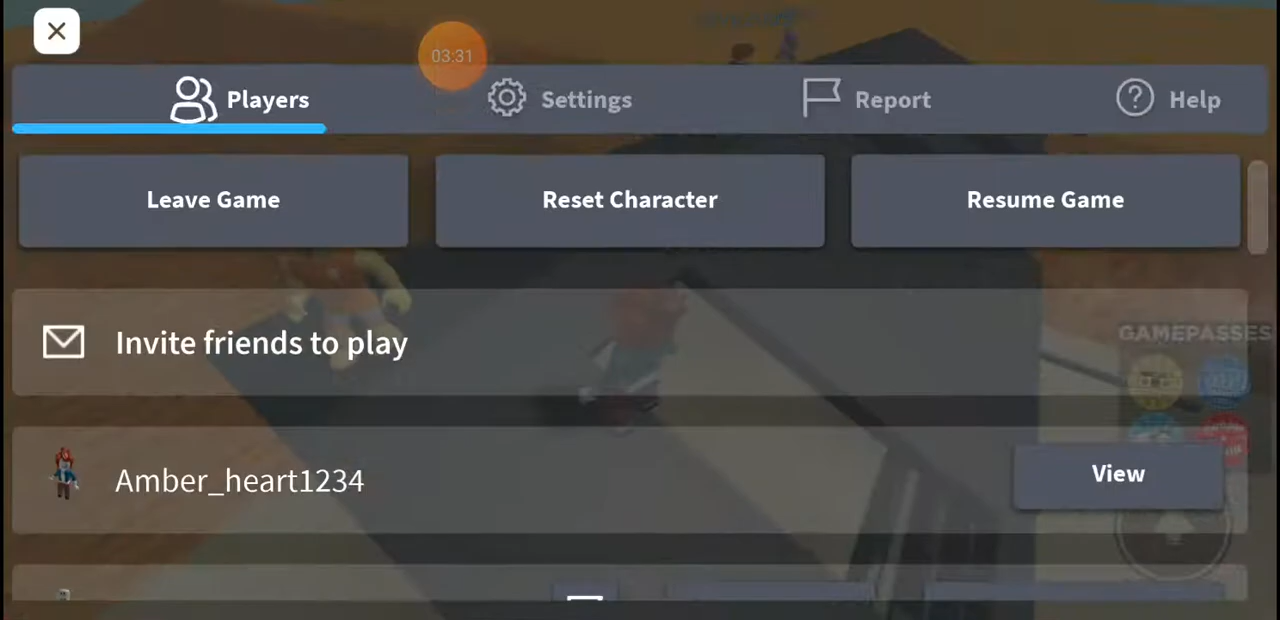 03:31
Players
Settings
Report
Help
Leave Game
Reset Character
Resume Game
Invite friends to play
GAMEPASSES
Amber_heart1234
View